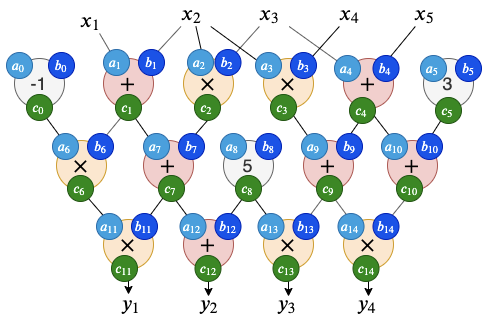 x₁ x₂ x₃ x₄ x₅
a₀ b₀ a₁ b₁ a₂ b₂ a₃ b₃ a₄ b₄ a₅ b₅
-1 + × × + 3
c₀ c₁ c₂ c₃ c₄ c₅
a₆ b₆ a₇ b₇ a₈ b₈ a₉ b₉ a₁₀ b₁₀
× + 5 + +
c₆ c₇ c₈ c₉ c₁₀
a₁₁ b₁₁ a₁₂ b₁₂ a₁₃ b₁₃ a₁₄ b₁₄
× + × ×
c₁₁ c₁₂ c₁₃ c₁₄
y₁ y₂ y₃ y₄